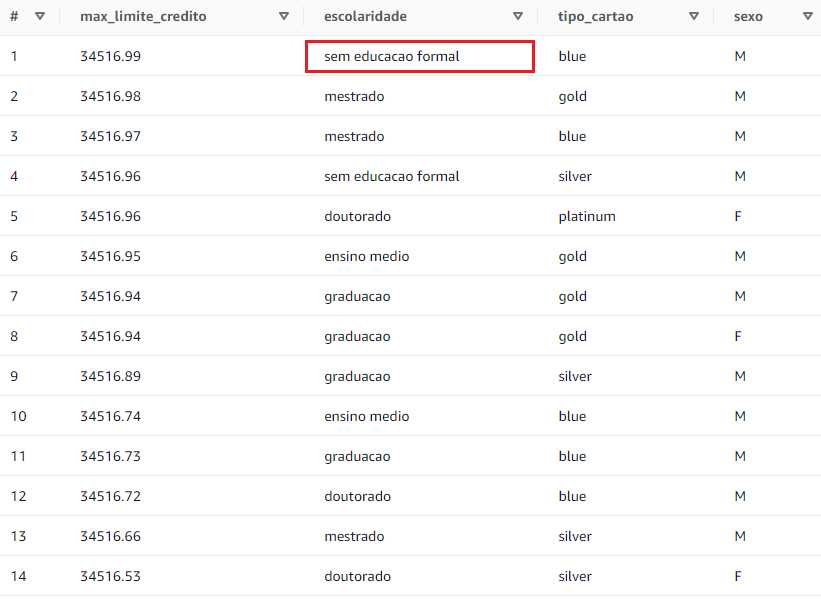 # max_limite_credito escolaridade tipo_cartao sexo
1 34516.99 sem educacao formal blue M
2 34516.98 mestrado gold M
3 34516.97 mestrado blue M
4 34516.96 sem educacao formal silver M
5 34516.96 doutorado platinum F
6 34516.95 ensino medio gold M
7 34516.94 graduacao gold M
8 34516.94 graduacao gold F
9 34516.89 graduacao silver M
10 34516.74 ensino medio blue M
11 34516.73 graduacao blue M
12 34516.72 doutorado blue M
13 34516.66 mestrado silver M
14 34516.53 doutorado silver F